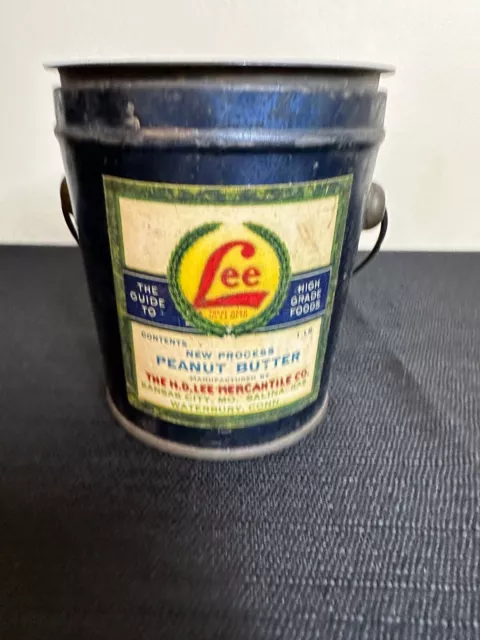 Lee
THE
GUIDE
TO
HIGH
GRADE
FOODS
CONTENTS 1 LB
NEW PROCESS
PEANUT BUTTER
MANUFACTURED BY
THE H.D. LEE MERCANTILE CO.
KANSAS CITY, MO. SALINA, KAS.
WATERBURY, CONN.